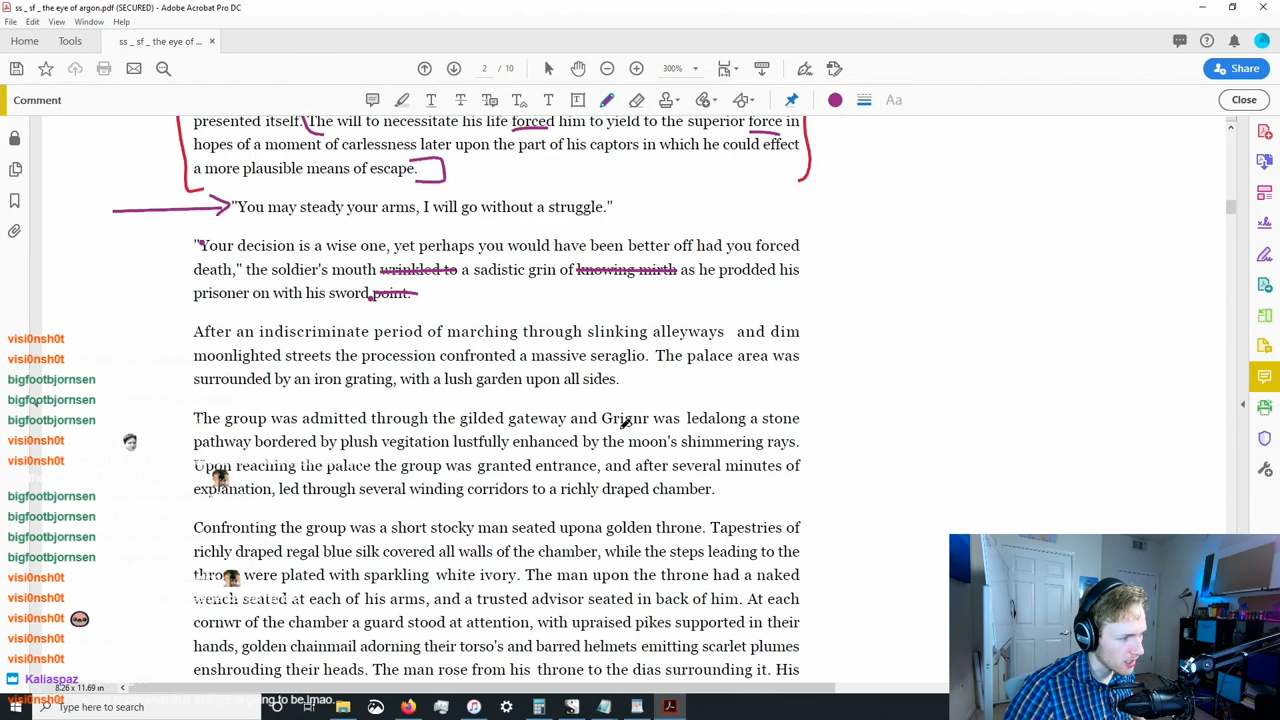 ss _ sf _ the eye of argon.pdf (SECURED) - Adobe Acrobat Pro DC
File Edit View Window Help
Home Tools ss _ sf _ the eye of ... ×
2 / 10 300% Share
Comment Aa Close
presented itself. The will to necessitate his life forced him to yield to the superior force in
hopes of a moment of carlessness later upon the part of his captors in which he could effect
a more plausible means of escape.
"You may steady your arms, I will go without a struggle."
"Your decision is a wise one, yet perhaps you would have been better off had you forced
death," the soldier's mouth wrinkled to a sadistic grin of knowing mirth as he prodded his
prisoner on with his sword point.
After an indiscriminate period of marching through slinking alleyways and dim
moonlighted streets the procession confronted a massive seraglio. The palace area was
surrounded by an iron grating, with a lush garden upon all sides.
The group was admitted through the gilded gateway and Grignr was ledalong a stone
pathway bordered by plush vegitation lustfully enhanced by the moon's shimmering rays.
Upon reaching the palace the group was granted entrance, and after several minutes of
explanation, led through several winding corridors to a richly draped chamber.
Confronting the group was a short stocky man seated upona golden throne. Tapestries of
richly draped regal blue silk covered all walls of the chamber, while the steps leading to the
throne were plated with sparkling white ivory. The man upon the throne had a naked
wench seated at each of his arms, and a trusted advisor seated in back of him. At each
cornwr of the chamber a guard stood at attention, with upraised pikes supported in their
hands, golden chainmail adorning their torso's and barred helmets emitting scarlet plumes
enshrouding their heads. The man rose from his throne to the dias surrounding it. His
visi0nsh0t
visi0nsh0t
bigfootbjornsen
bigfootbjornsen
bigfootbjornsen
visi0nsh0t
visi0nsh0t
bigfootbjornsen
bigfootbjornsen
bigfootbjornsen
bigfootbjornsen
visi0nsh0t
visi0nsh0t
visi0nsh0t
visi0nsh0t
visi0nsh0t
Kaliaspaz
visi0nsh0t going to be lmao.
8.26 x 11.69 in
Type here to search